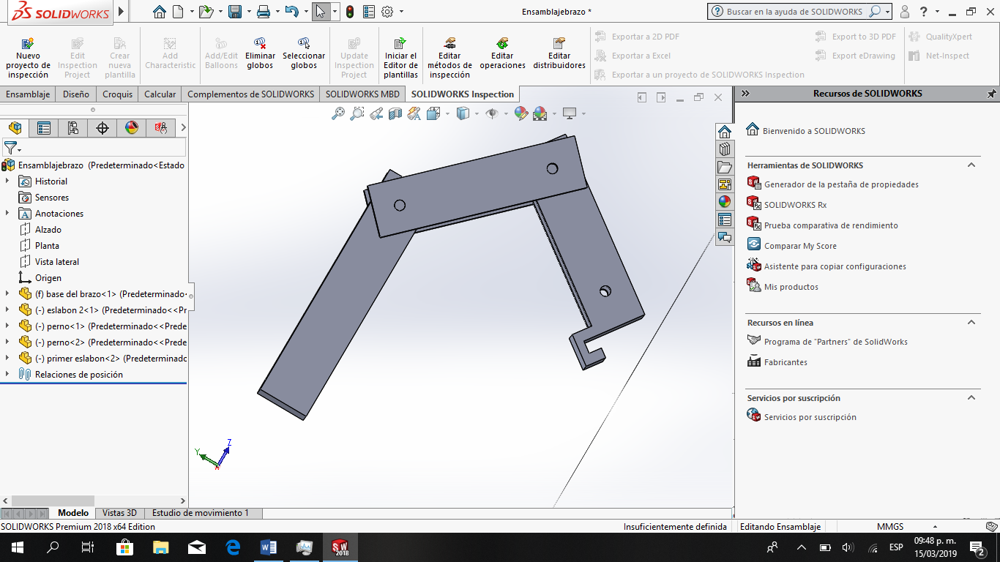 SOLIDWORKS
Ensamblajebrazo *
Buscar en la ayuda de SOLIDWORKS
Nuevo proyecto de inspección
Edit Inspection Project
Crear nueva plantilla
Add Characteristic
Add/Edit Balloons
Eliminar globos
Seleccionar globos
Update Inspection Project
Iniciar el Editor de plantillas
Editar métodos de inspección
Editar operaciones
Editar distribuidores
Exportar a 2D PDF
Exportar a Excel
Exportar a un proyecto de SOLIDWORKS Inspection
Export to 3D PDF
Export eDrawing
QualityXpert
Net-Inspect
Ensamblaje
Diseño
Croquis
Calcular
Complementos de SOLIDWORKS
SOLIDWORKS MBD
SOLIDWORKS Inspection
Ensamblajebrazo (Predeterminado<Estado
Historial
Sensores
Anotaciones
Alzado
Planta
Vista lateral
Origen
(f) base del brazo<1> (Predeterminado
(-) eslabon 2<1> (Predeterminado<<Pr
(-) perno<1> (Predeterminado<<Prede
(-) perno<2> (Predeterminado<<Prede
(-) primer eslabon<2> (Predeterminado
Relaciones de posición
Z
Y
X
Recursos de SOLIDWORKS
Bienvenido a SOLIDWORKS
Herramientas de SOLIDWORKS
Generador de la pestaña de propiedades
SOLIDWORKS Rx
Prueba comparativa de rendimiento
Comparar My Score
Asistente para copiar configuraciones
Mis productos
Recursos en línea
Programa de "Partners" de SolidWorks
Fabricantes
Servicios por suscripción
Servicios por suscripción
Modelo
Vistas 3D
Estudio de movimiento 1
SOLIDWORKS Premium 2018 x64 Edition
Insuficientemente definida
Editando Ensamblaje
MMGS
SW 2018
ESP
09:48 p. m.
15/03/2019
2